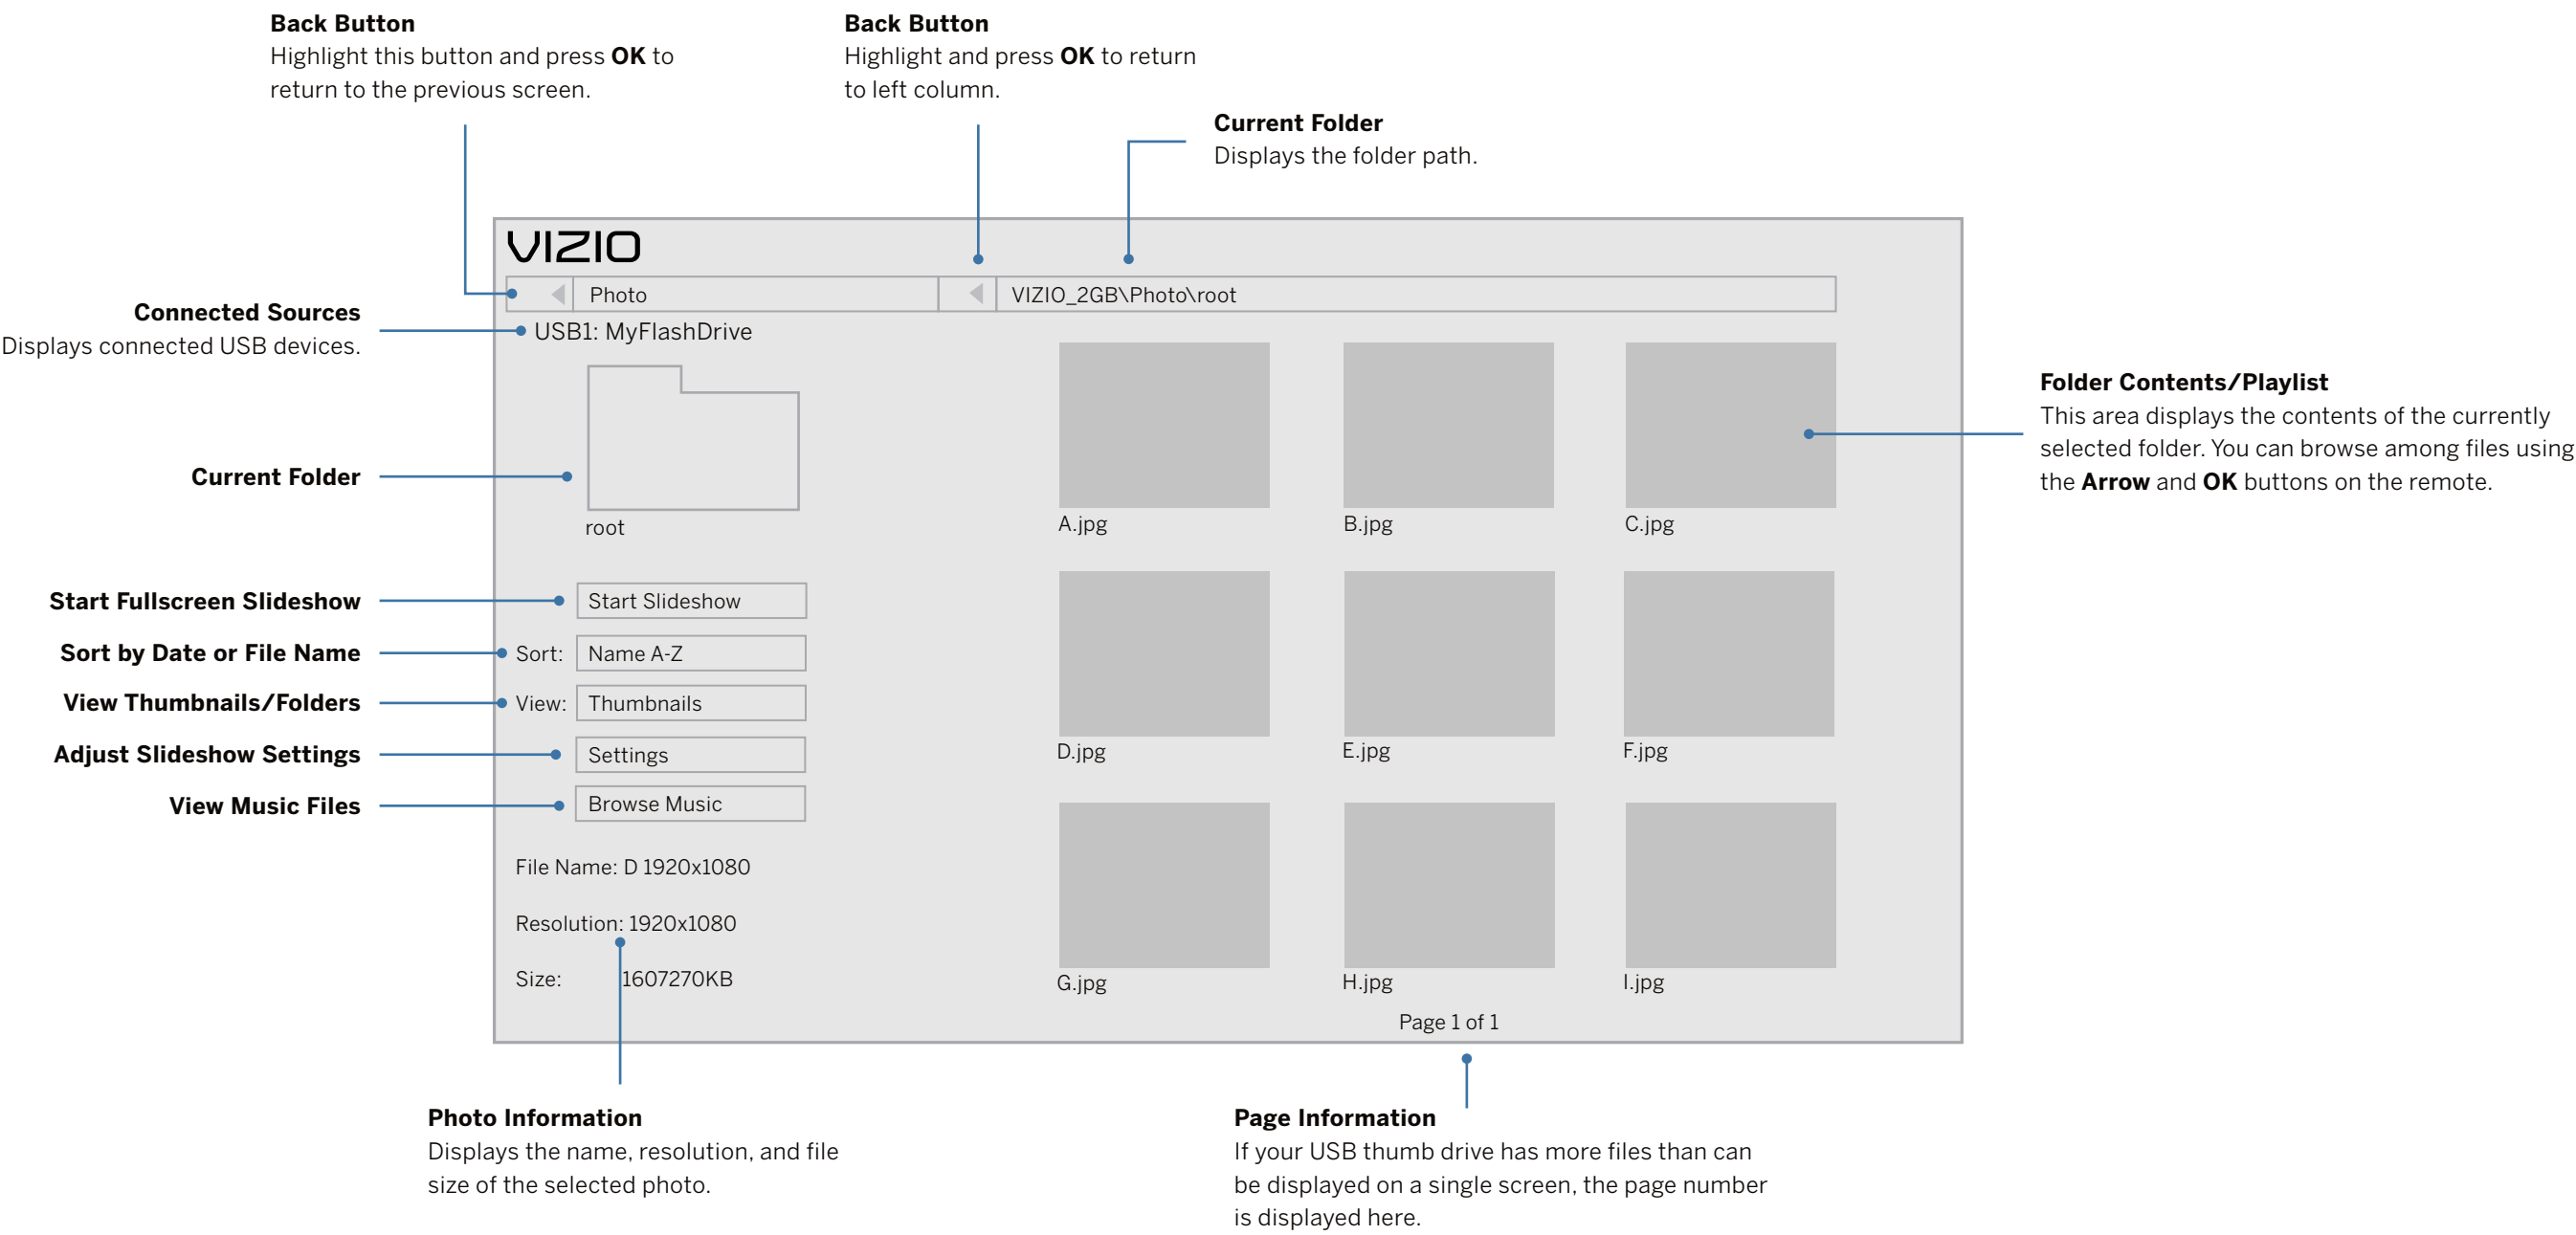 Back Button
Highlight this button and press OK to
return to the previous screen.
Back Button
Highlight and press OK to return
to left column.
Current Folder
Displays the folder path.
VIZIO
Photo
VIZIO_2GB\Photo\root
Connected Sources
Displays connected USB devices.
USB1: MyFlashDrive
Current Folder
root
Start Fullscreen Slideshow
Start Slideshow
Sort by Date or File Name
Sort: Name A-Z
View Thumbnails/Folders
View: Thumbnails
Adjust Slideshow Settings
Settings
View Music Files
Browse Music
File Name: D 1920x1080
Resolution: 1920x1080
Size: 1607270KB
A.jpg
B.jpg
C.jpg
D.jpg
E.jpg
F.jpg
G.jpg
H.jpg
I.jpg
Page 1 of 1
Folder Contents/Playlist
This area displays the contents of the currently
selected folder. You can browse among files using
the Arrow and OK buttons on the remote.
Photo Information
Displays the name, resolution, and file
size of the selected photo.
Page Information
If your USB thumb drive has more files than can
be displayed on a single screen, the page number
is displayed here.